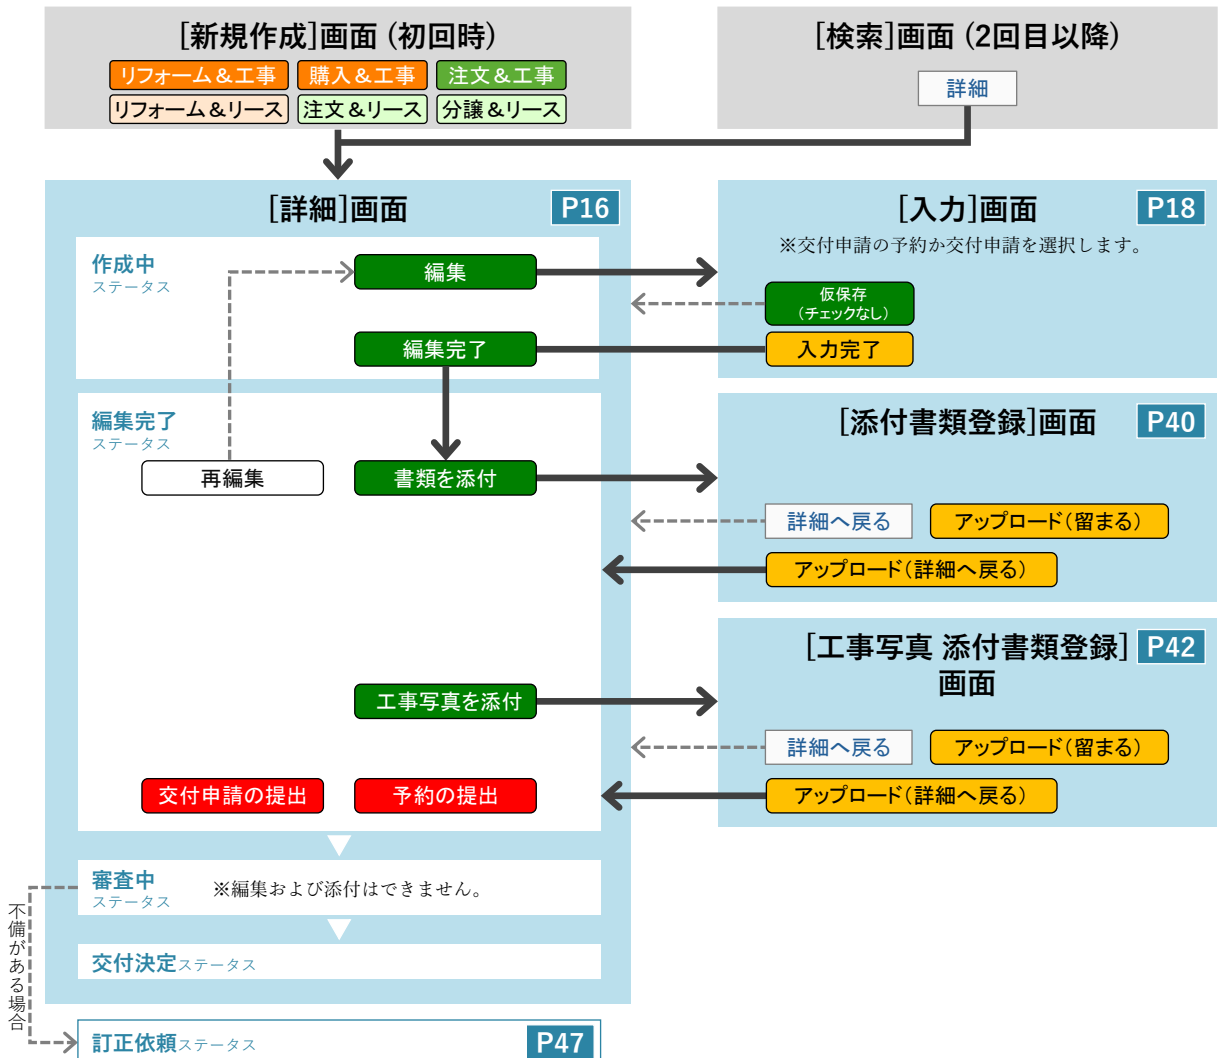 [新規作成]画面 (初回時)
リフォーム＆工事
購入＆工事
注文＆工事
リフォーム＆リース
注文＆リース
分譲＆リース
[検索]画面 (2回目以降)
詳細
[詳細]画面
P16
作成中
ステータス
編集
編集完了
[入力]画面
P18
※交付申請の予約か交付申請を選択します。
仮保存
(チェックなし)
入力完了
編集完了
ステータス
再編集
書類を添付
[添付書類登録]画面
P40
詳細へ戻る
アップロード(留まる)
アップロード(詳細へ戻る)
工事写真を添付
交付申請の提出
予約の提出
[工事写真 添付書類登録]
画面
P42
詳細へ戻る
アップロード(留まる)
アップロード(詳細へ戻る)
審査中
ステータス
※編集および添付はできません。
交付決定ステータス
不備がある場合
訂正依頼ステータス
P47